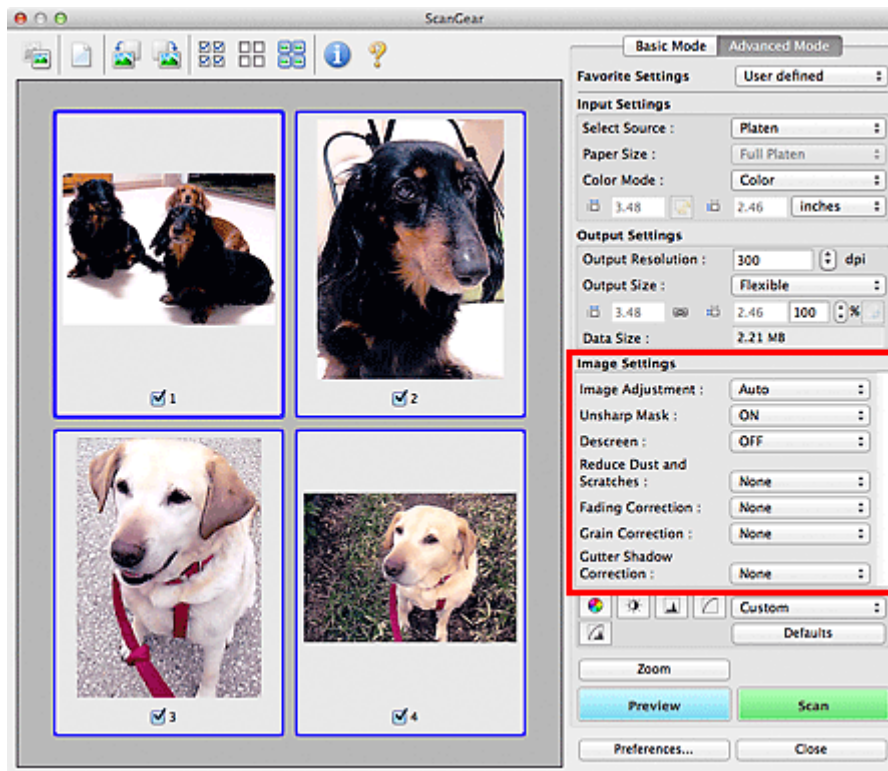 ScanGear
Basic Mode Advanced Mode
Favorite Settings User defined
Input Settings
Select Source : Platen
Paper Size : Full Platen
Color Mode : Color
3.48 2.46 inches
Output Settings
Output Resolution : 300 dpi
Output Size : Flexible
3.48 2.46 100 %
Data Size : 2.21 MB
Image Settings
Image Adjustment : Auto
Unsharp Mask : ON
Descreen : OFF
Reduce Dust and
Scratches : None
Fading Correction : None
Grain Correction : None
Gutter Shadow
Correction : None
Custom
Defaults
Zoom
Preview Scan
Preferences... Close
1
2
3
4